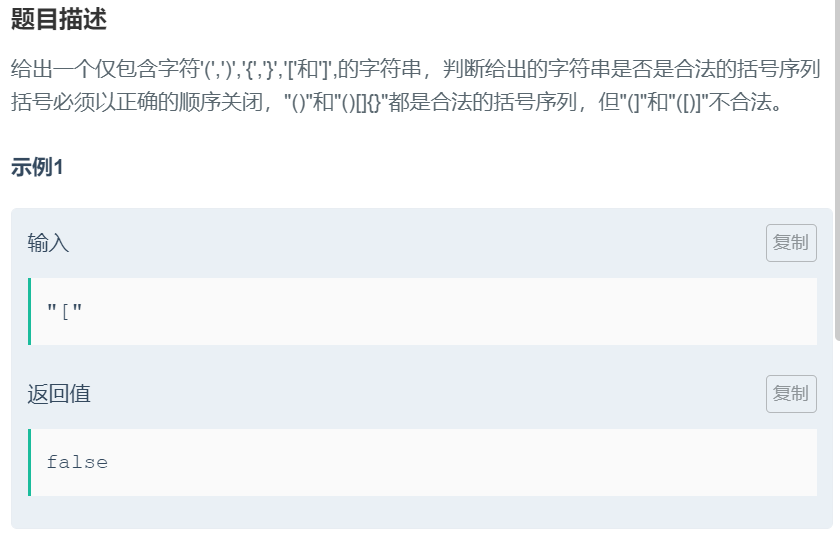 题目描述
给出一个仅包含字符'(',')','{','}','['和']',的字符串，判断给出的字符串是否是合法的括号序列
括号必须以正确的顺序关闭，"()"和"()[]{}"都是合法的括号序列，但"(]"和"([)]"不合法。
示例1
输入
复制
"["
返回值
复制
false